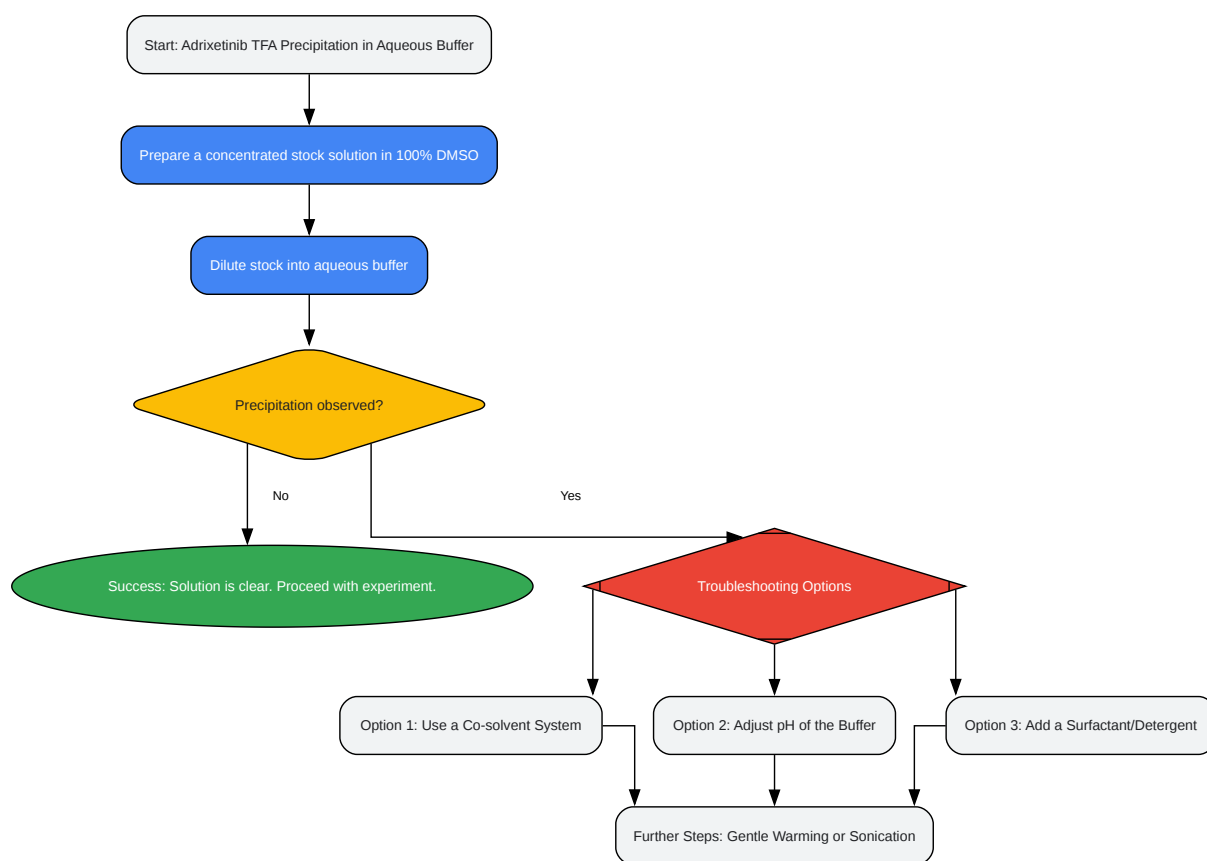 Start: Adrixetinib TFA Precipitation in Aqueous Buffer
Prepare a concentrated stock solution in 100% DMSO
Dilute stock into aqueous buffer
Precipitation observed?
No
Yes
Success: Solution is clear. Proceed with experiment.
Troubleshooting Options
Option 1: Use a Co-solvent System
Option 2: Adjust pH of the Buffer
Option 3: Add a Surfactant/Detergent
Further Steps: Gentle Warming or Sonication